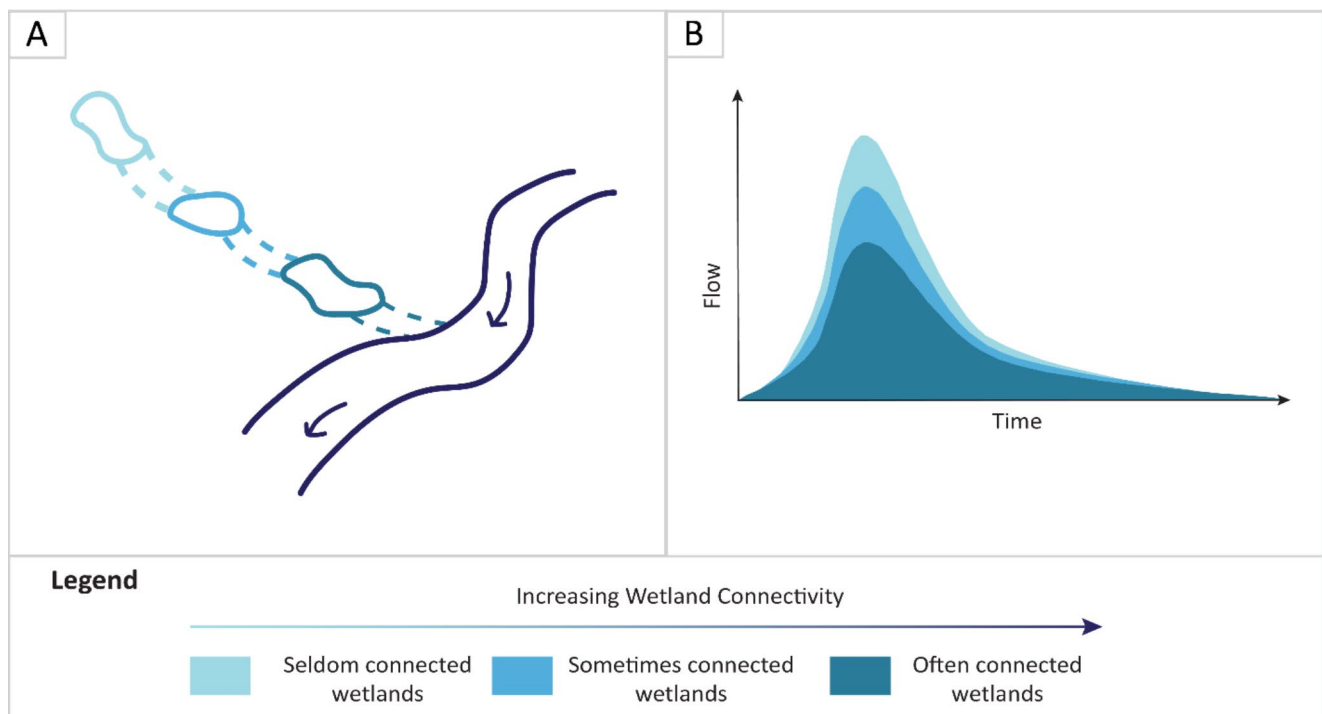 A
B
Flow
Time
Legend
Increasing Wetland Connectivity
Seldom connected
wetlands
Sometimes connected
wetlands
Often connected
wetlands